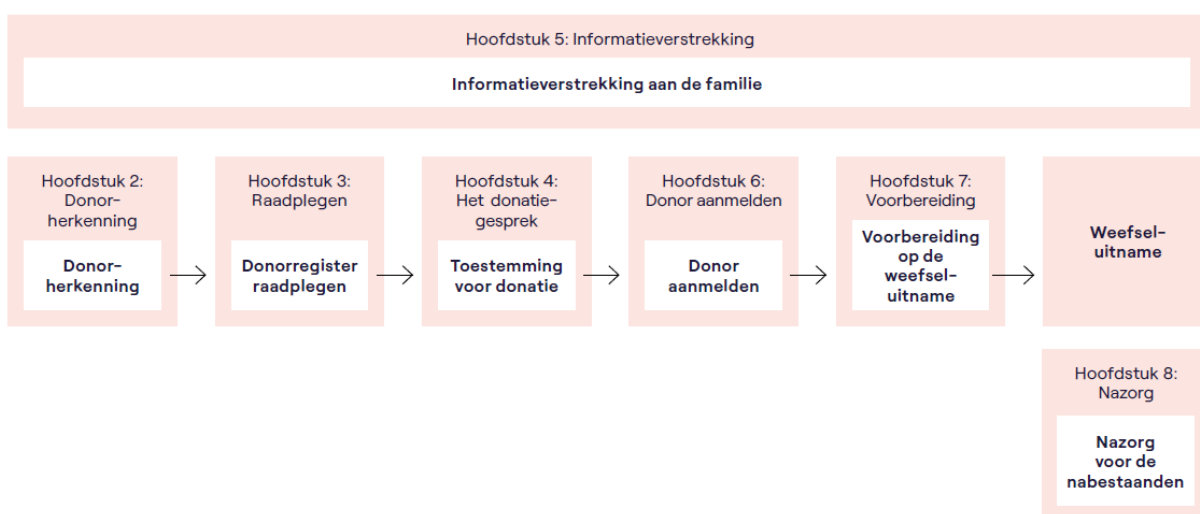 Hoofdstuk 5: Informatieverstrekking
Informatieverstrekking aan de familie
Hoofdstuk 2:
Donor-
herkenning
Donor-
herkenning
Hoofdstuk 3:
Raadplegen
Donorregister
raadplegen
Hoofdstuk 4:
Het donatie-
gesprek
Toestemming
voor donatie
Hoofdstuk 6:
Donor aanmelden
Donor
aanmelden
Hoofdstuk 7:
Voorbereiding
Voorbereiding
op de
weefsel-
uitname
Weefsel-
uitname
Hoofdstuk 8:
Nazorg
Nazorg
voor de
nabestaanden